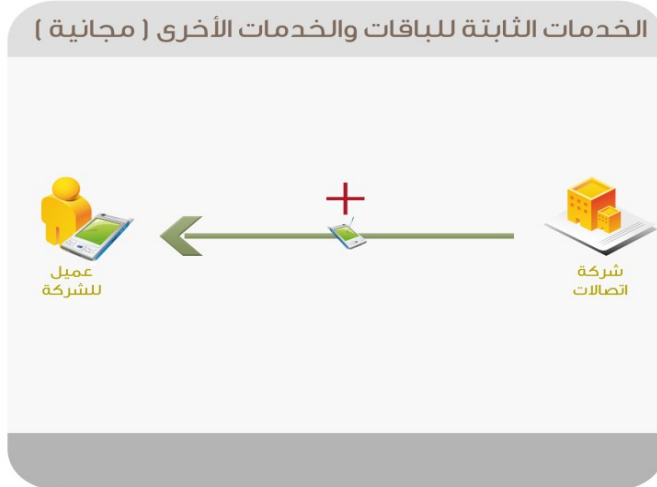 الخدمات الثابتة للباقات والخدمات الأخرى ( مجانية )
شركة
اتصالات
عميل
للشركة